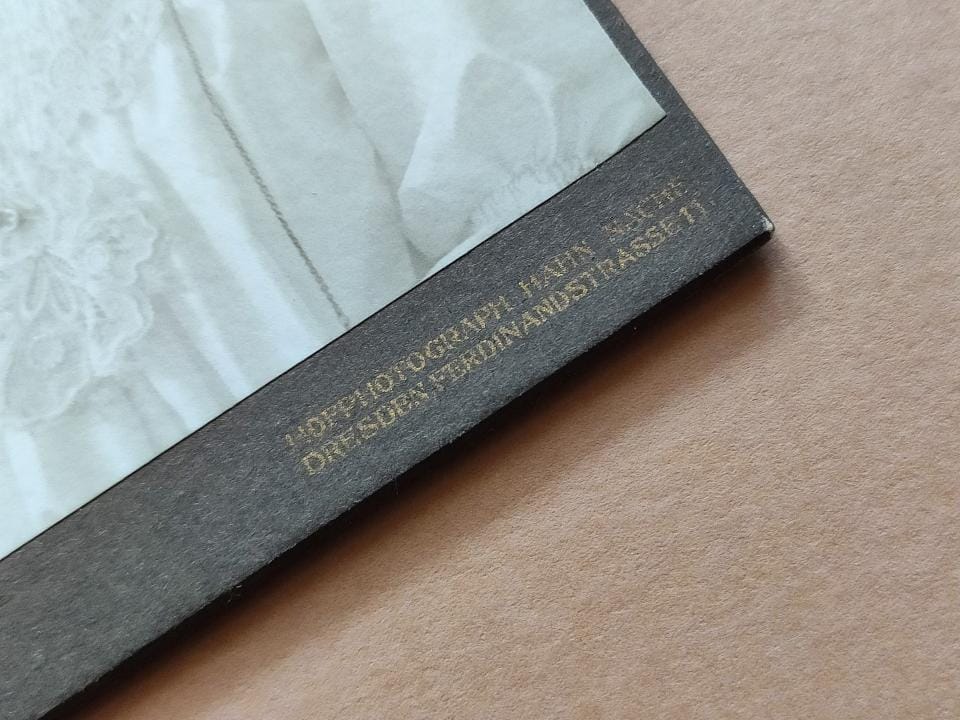 HOFPHOTOGRAPH HAHN NACHF
DRESDEN, FERDINANDSTRASSE 11